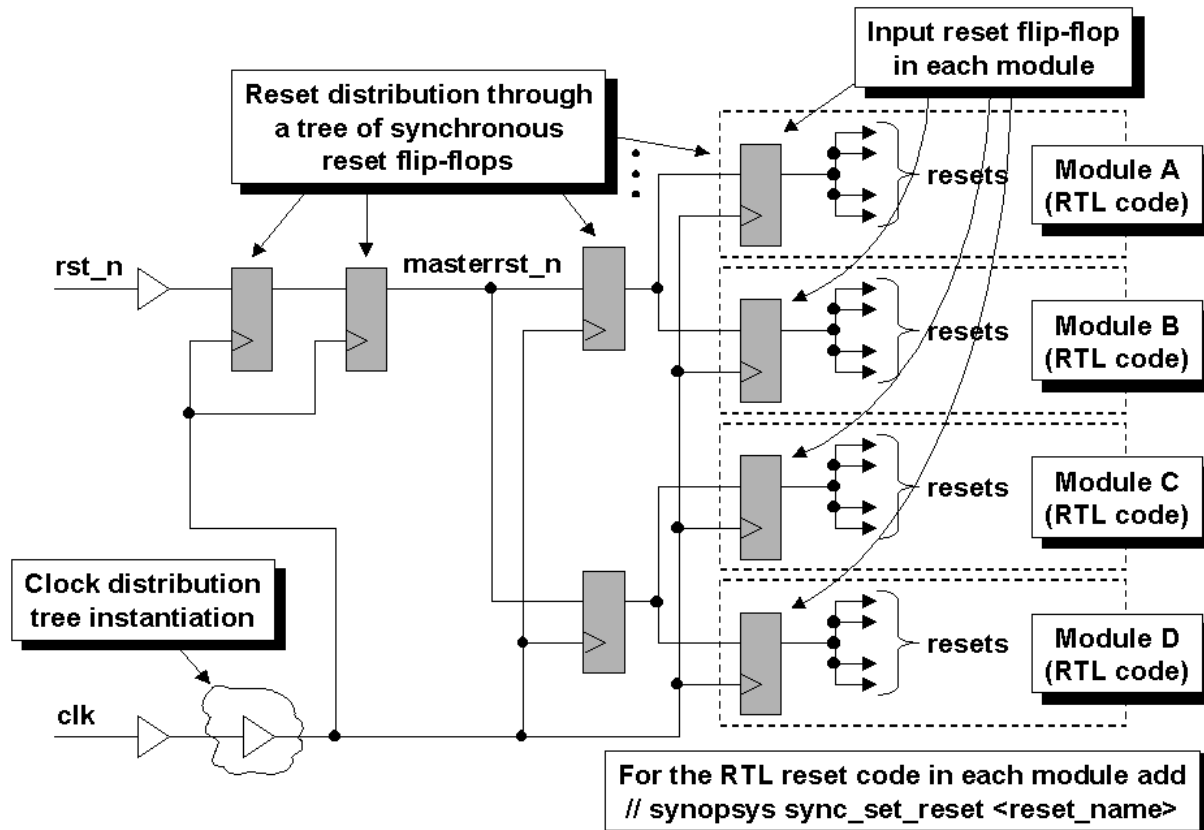 Input reset flip-flop
in each module
Reset distribution through
a tree of synchronous
reset flip-flops
resets
Module A
(RTL code)
rst_n
masterrst_n
resets
Module B
(RTL code)
resets
Module C
(RTL code)
Clock distribution
tree instantiation
resets
Module D
(RTL code)
clk
For the RTL reset code in each module add
// synopsys sync_set_reset <reset_name>